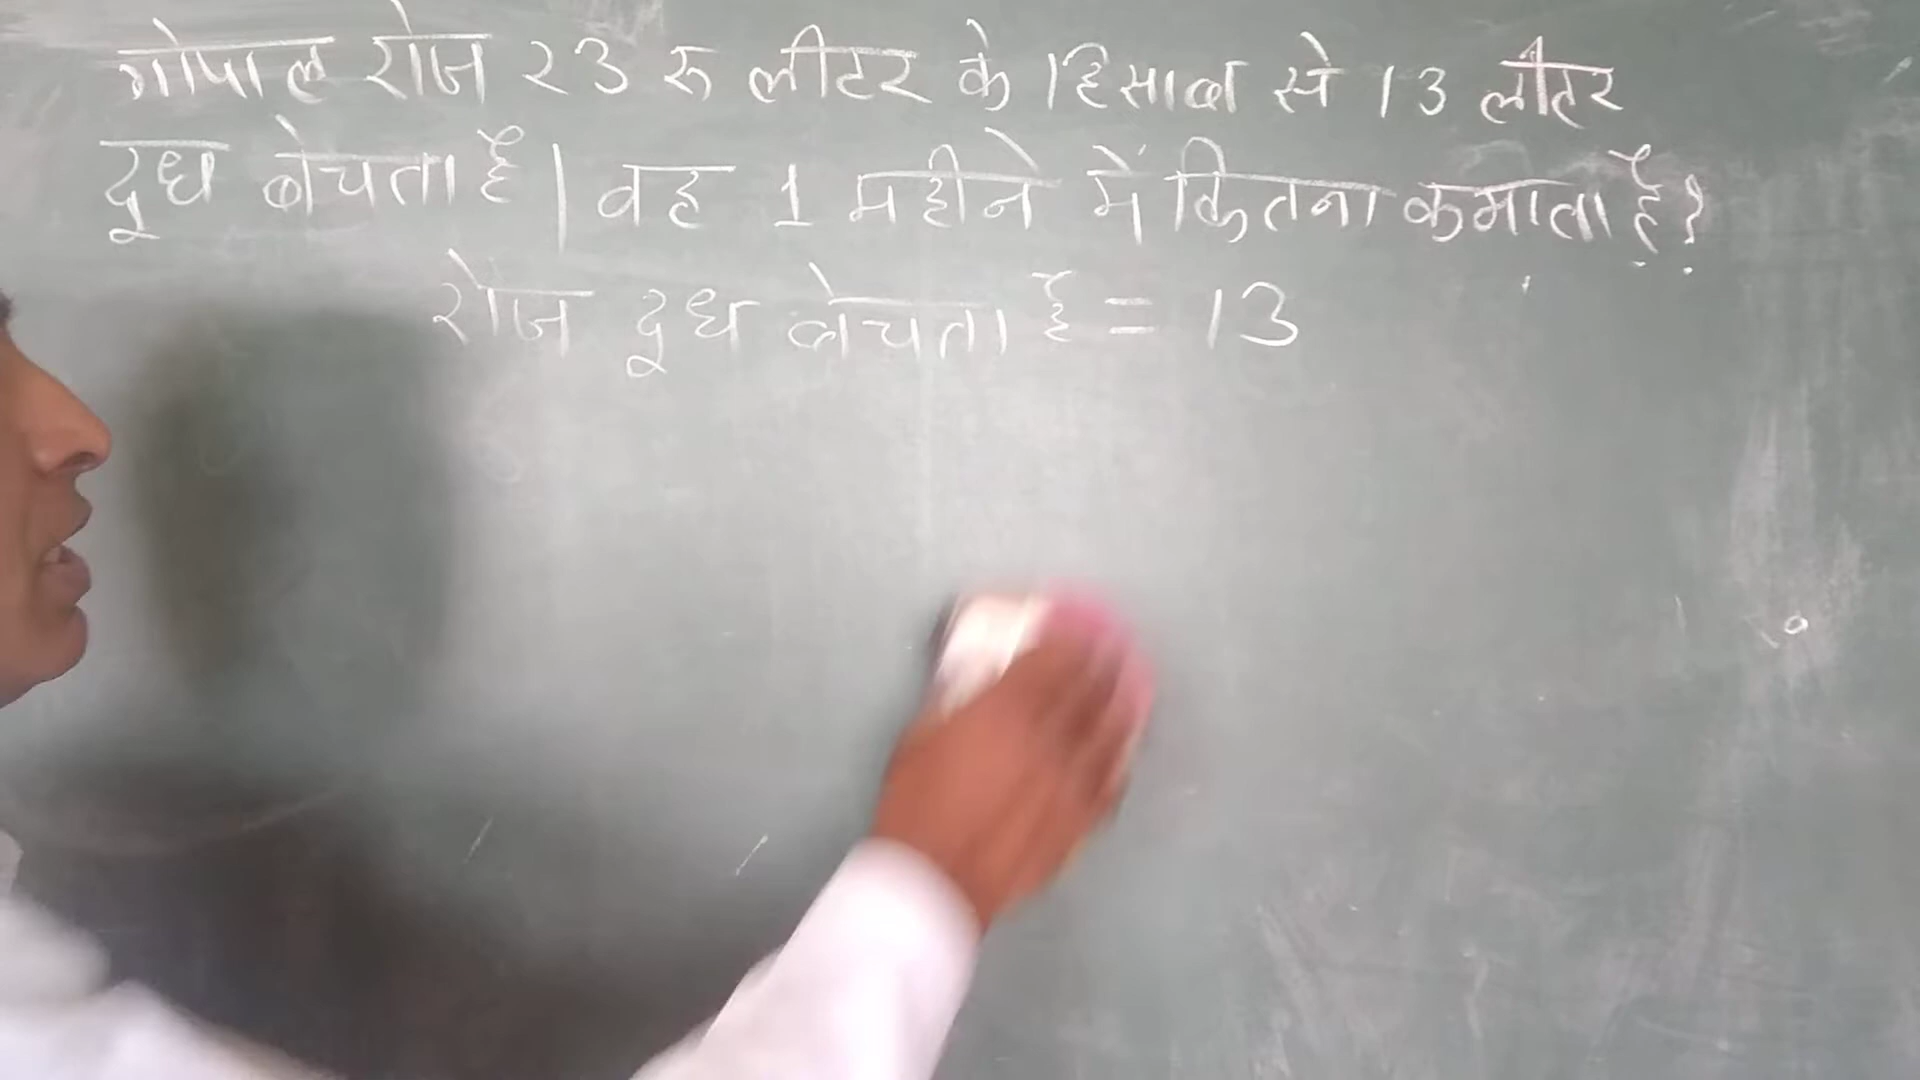 गोपाल रोज २3 रु लीटर के हिसाब से 13 लीटर
दूध बेचता है | वह 1 महीने में कितना कमाता है ?
रोज दूध बेचता है = 13